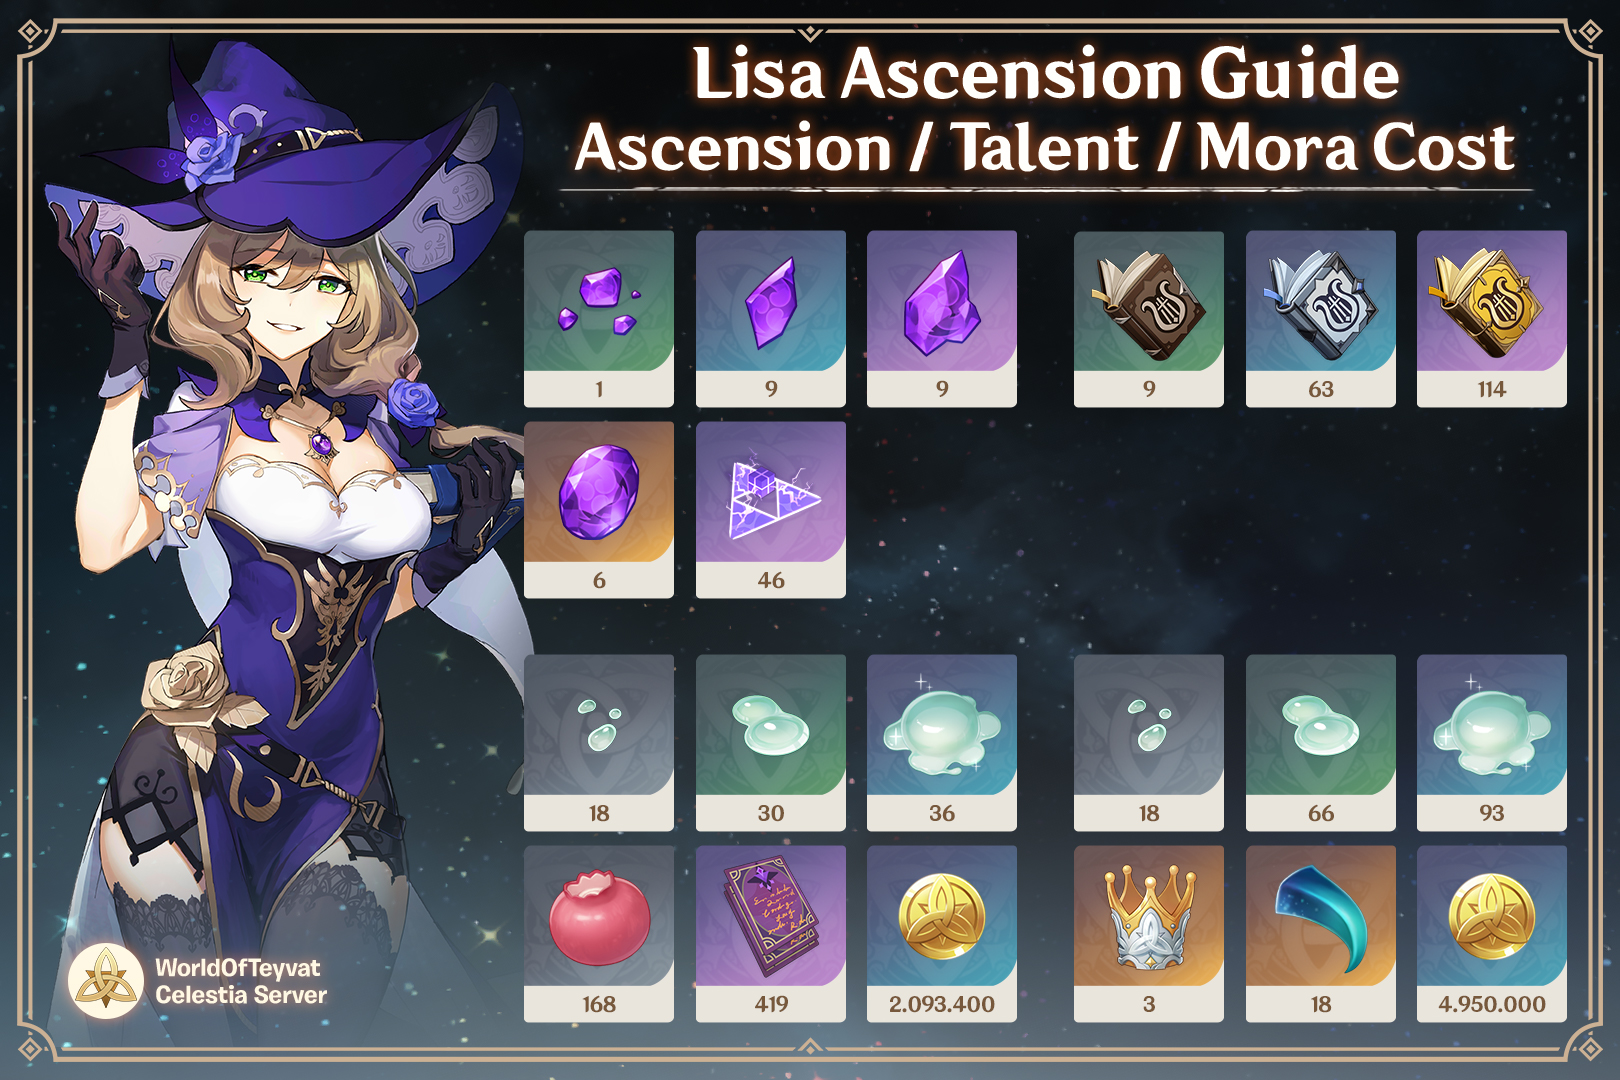 Lisa Ascension Guide
Ascension / Talent / Mora Cost
1 9 9 9 63 114
6 46
18 30 36 18 66 93
168 419 2.093.400 3 18 4.950.000
WorldOfTeyvat
Celestia Server